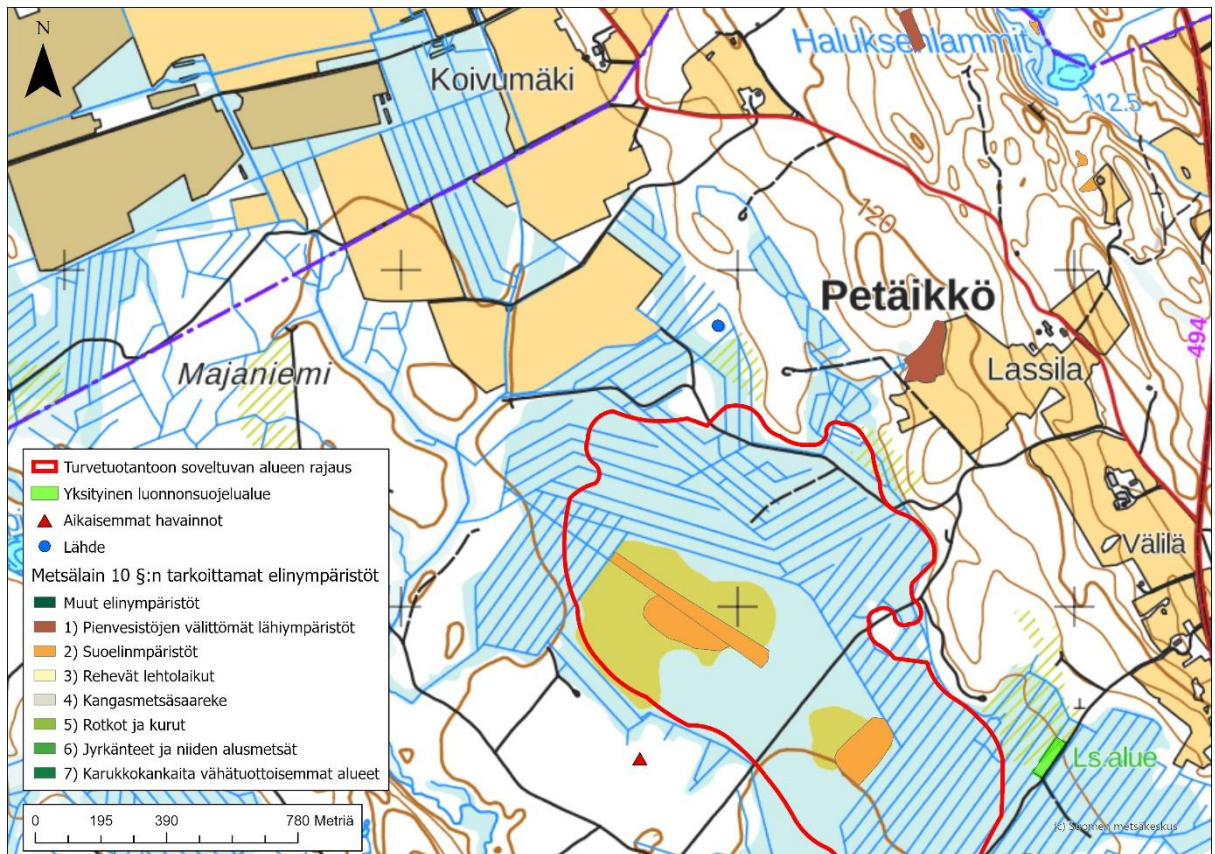 N
Koivumäki
Haluksenlammit
112.5
120
Petäikkö
494
Majaniemi
Lassila
Välilä
Ls.alue
Turvetuotantoon soveltuvan alueen rajaus
Yksityinen luonnonsuojelualue
Aikaisemmat havainnot
Lähde
Metsälain 10 §:n tarkoittamat elinympäristöt
Muut elinympäristöt
1) Pienvesistöjen välittömät lähiympäristöt
2) Suoelinmpäristöt
3) Rehevät lehtolaikut
4) Kangasmetsäsaareke
5) Rotkot ja kurut
6) Jyrkänteet ja niiden alusmetsät
7) Karukkokankaita vähätuottoisemmat alueet
0 195 390 780 Metriä
(c) Suomen metsäkeskus